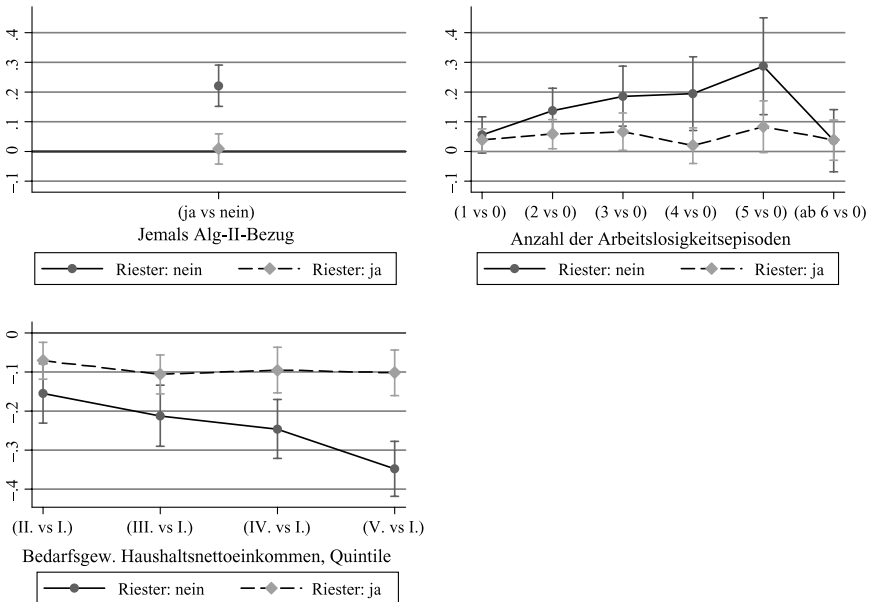 .4
.3
.2
.1
0
-.1
(ja vs nein)
Jemals Alg-II-Bezug
Riester: nein
Riester: ja
.4
.3
.2
.1
0
-.1
(1 vs 0)
(2 vs 0)
(3 vs 0)
(4 vs 0)
(5 vs 0)
(ab 6 vs 0)
Anzahl der Arbeitslosigkeitsepisoden
Riester: nein
Riester: ja
0
-.1
-.2
-.3
-.4
(II. vs I.)
(III. vs I.)
(IV. vs I.)
(V. vs I.)
Bedarfsgew. Haushaltsnettoeinkommen, Quintile
Riester: nein
Riester: ja